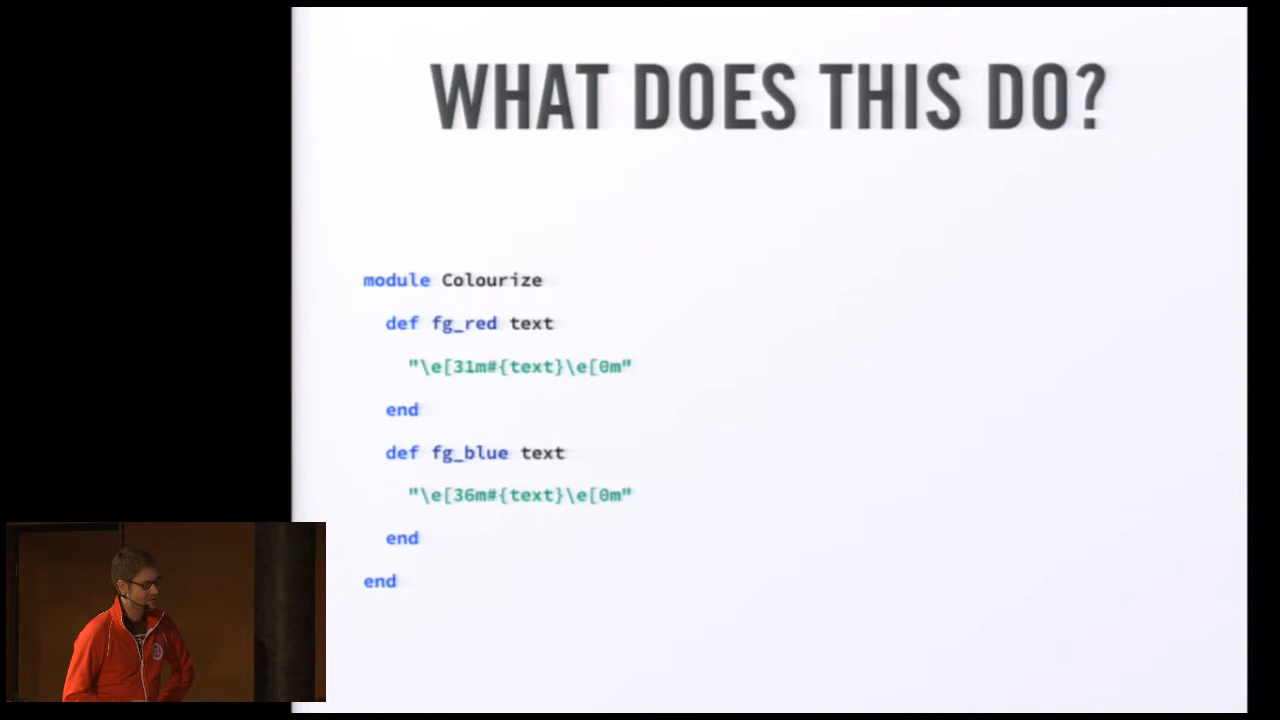 WHAT DOES THIS DO?
module Colourize
def fg_red text
"\e[31m#{text}\e[0m"
end
def fg_blue text
"\e[36m#{text}\e[0m"
end
end